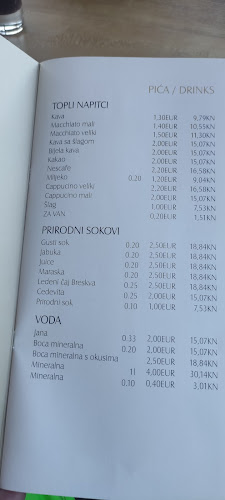 PIĆA / DRINKS
TOPLI NAPITCI
Kava 1,30EUR 9,79KN
Macchiato mali 1,40EUR 10,55KN
Macchiato veliki 1,50EUR 11,30KN
Kava sa šlagom 2,00EUR 15,07KN
Bijela kava 2,00EUR 15,07KN
Kakao 2,00EUR 15,07KN
Nescafe 2,20EUR 16,58KN
Mlijeko 0.20 1,20EUR 9,04KN
Cappucino veliki 2,20EUR 16,58KN
Cappucino mali 2,00EUR 15,07KN
Šlag 1,00EUR 7,53KN
ZA VAN 0,20EUR 1,51KN
PRIRODNI SOKOVI
Gusti sok 0.20 2,50EUR 18,84KN
Jabuka 0.20 2,50EUR 18,84KN
Juice 0.20 2,50EUR 18,84KN
Maraska 0.20 2,50EUR 18,84KN
Ledeni čaj Breskva 0.25 2,50EUR 18,84KN
Cedevita 0.25 2,00EUR 15,07KN
Prirodni sok 0.10 1,00EUR 7,53KN
VODA
Jana 0.33 2,00EUR 15,07KN
Boca mineralna 0.20 2,00EUR 15,07KN
Boca mineralna s okusima 2,50EUR 18,84KN
Mineralna 1l 4,00EUR 30,14KN
Mineralna 0.10 0,40EUR 3,01KN